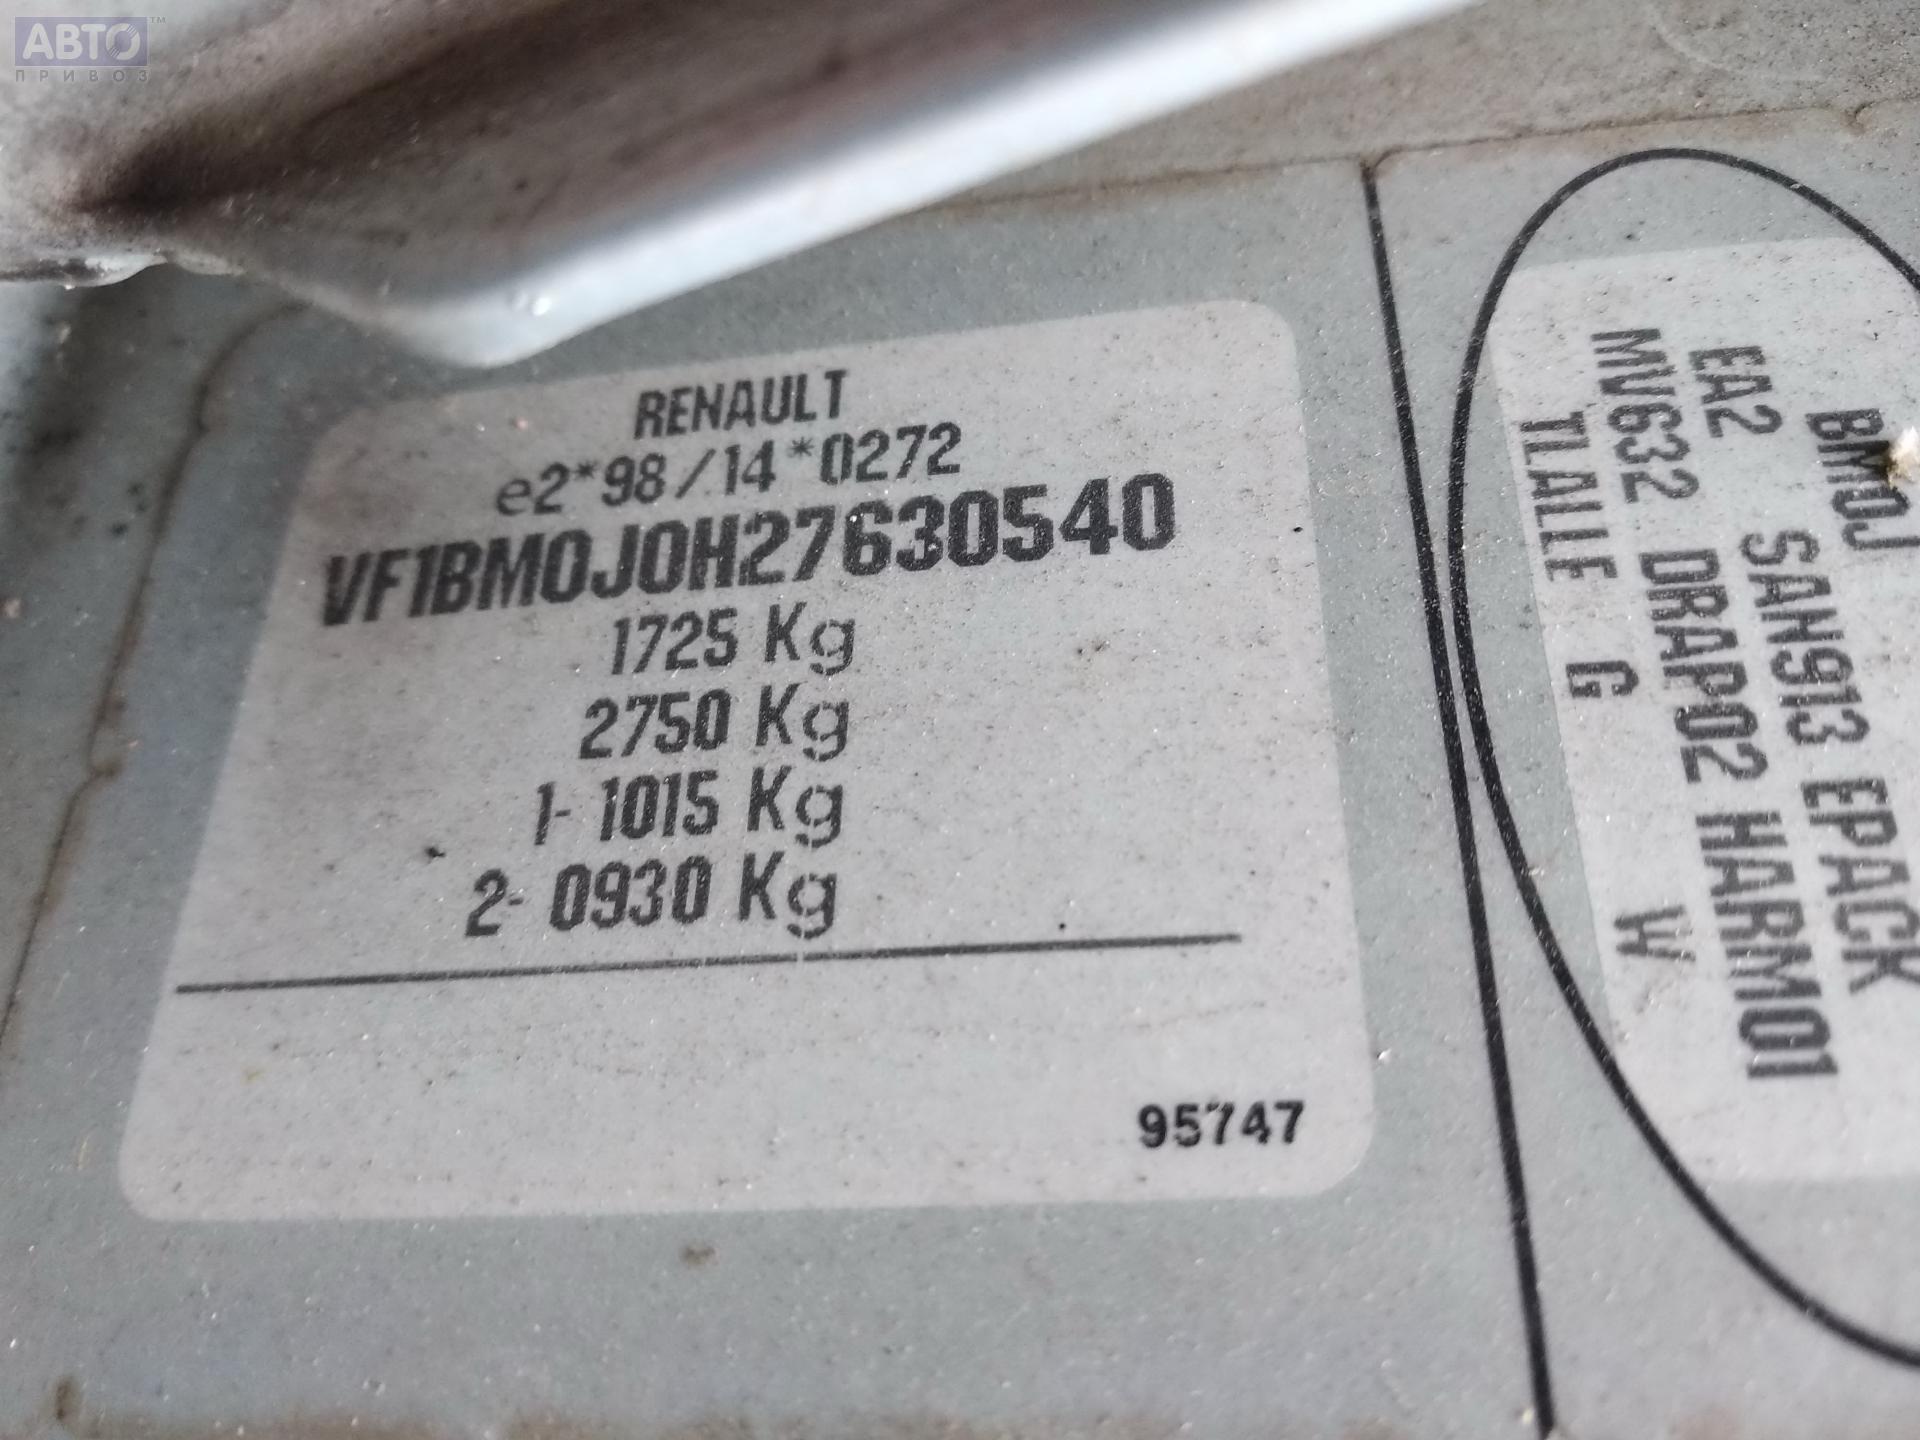 АВТО™
ПРИВОЗ
RENAULT
e2*98/14*0272
VF1BM0J0H27630540
1725 Kg
2750 Kg
1- 1015 Kg
2- 0930 Kg
95747
BM0J
EA2 SAN913 EPACK
MV632 DRAP02 HARM01
TLALLE G W